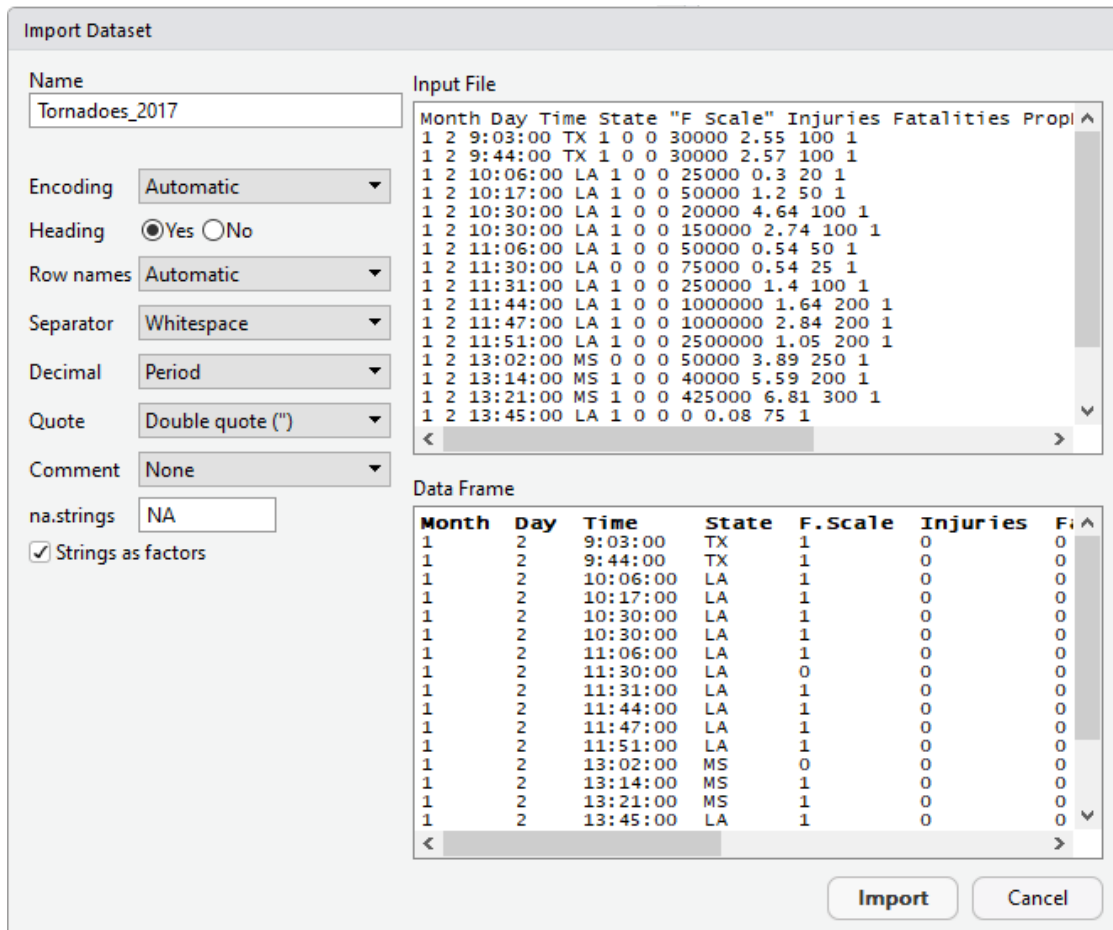 Import Dataset
Name
Tornadoes_2017
Encoding Automatic
Heading Yes No
Row names Automatic
Separator Whitespace
Decimal Period
Quote Double quote (")
Comment None
na.strings NA
Strings as factors
Input File
Month Day Time State "F Scale" Injuries Fatalities Prop
1 2 9:03:00 TX 1 0 0 30000 2.55 100 1
1 2 9:44:00 TX 1 0 0 30000 2.57 100 1
1 2 10:06:00 LA 1 0 0 25000 0.3 20 1
1 2 10:17:00 LA 1 0 0 50000 1.2 50 1
1 2 10:30:00 LA 1 0 0 20000 4.64 100 1
1 2 10:30:00 LA 1 0 0 150000 2.74 100 1
1 2 11:06:00 LA 1 0 0 50000 0.54 50 1
1 2 11:30:00 LA 0 0 0 75000 0.54 25 1
1 2 11:31:00 LA 1 0 0 250000 1.4 100 1
1 2 11:44:00 LA 1 0 0 1000000 1.64 200 1
1 2 11:47:00 LA 1 0 0 1000000 2.84 200 1
1 2 11:51:00 LA 1 0 0 2500000 1.05 200 1
1 2 13:02:00 MS 0 0 0 50000 3.89 250 1
1 2 13:14:00 MS 1 0 0 40000 5.59 200 1
1 2 13:21:00 MS 1 0 0 425000 6.81 300 1
1 2 13:45:00 LA 1 0 0 0 0.08 75 1
Data Frame
Month Day Time State F.Scale Injuries
1 2 9:03:00 TX 1 0 0
1 2 9:44:00 TX 1 0 0
1 2 10:06:00 LA 1 0 0
1 2 10:17:00 LA 1 0 0
1 2 10:30:00 LA 1 0 0
1 2 10:30:00 LA 1 0 0
1 2 11:06:00 LA 1 0 0
1 2 11:30:00 LA 0 0 0
1 2 11:31:00 LA 1 0 0
1 2 11:44:00 LA 1 0 0
1 2 11:47:00 LA 1 0 0
1 2 11:51:00 LA 1 0 0
1 2 13:02:00 MS 0 0 0
1 2 13:14:00 MS 1 0 0
1 2 13:21:00 MS 1 0 0
1 2 13:45:00 LA 1 0 0
Import Cancel